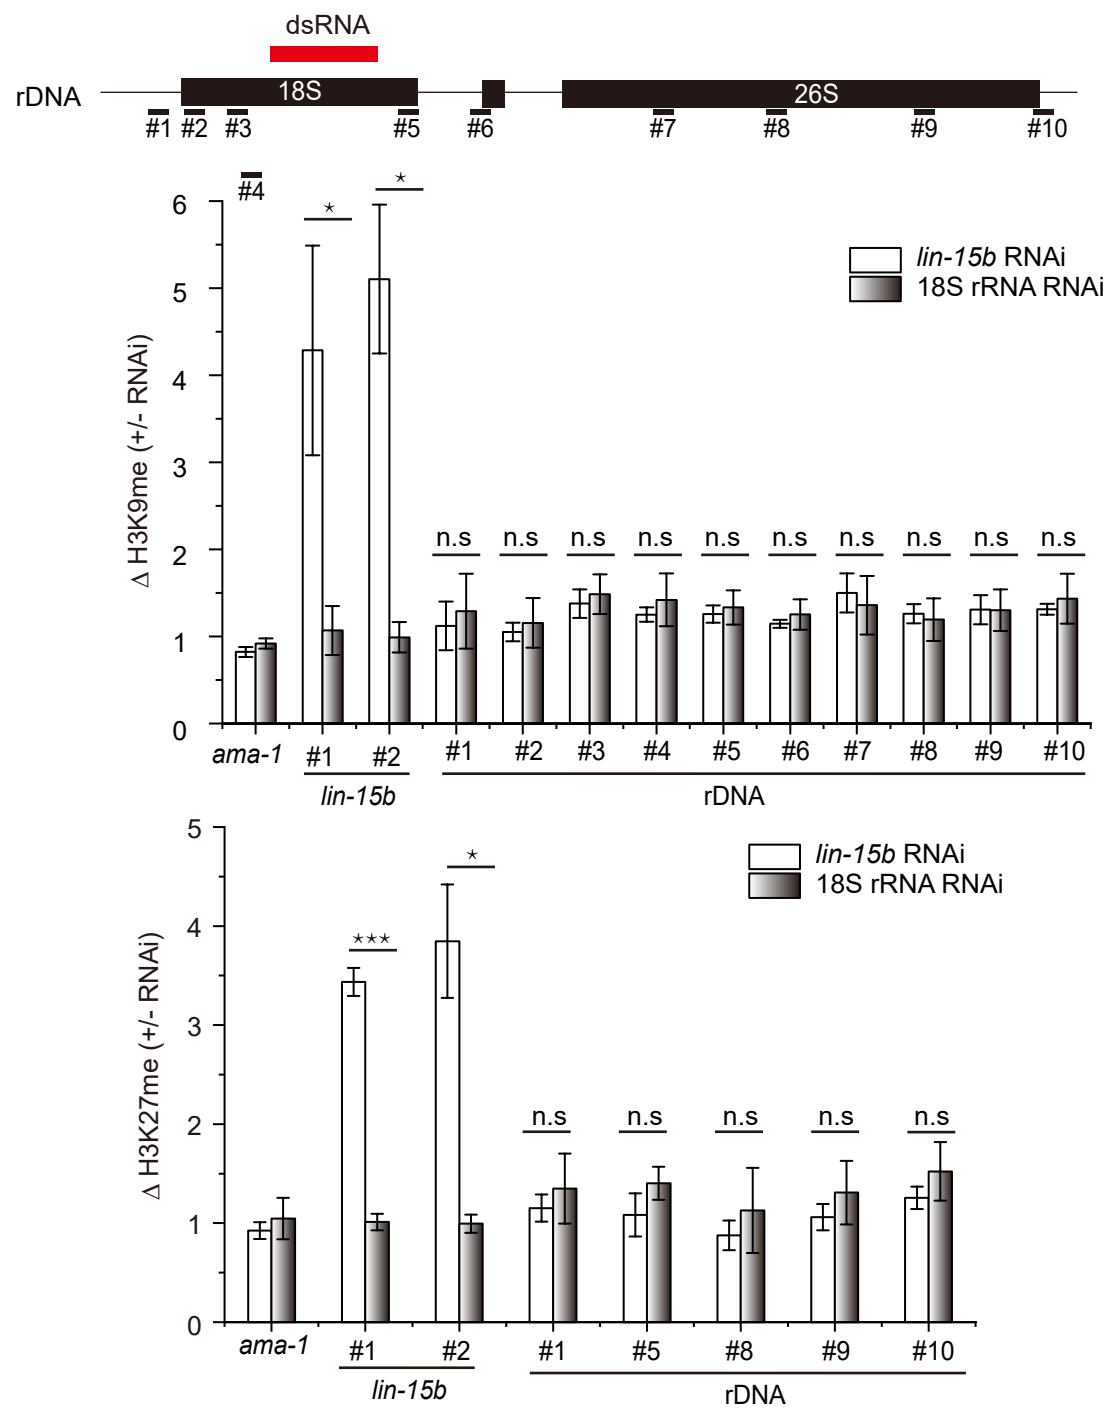 dsRNA
rDNA 18S 26S
#1 #2 #3 #5 #6 #7 #8 #9 #10
#4
Δ H3K9me (+/- RNAi)
6
5
4
3
2
1
0
* *
lin-15b RNAi
18S rRNA RNAi
n.s n.s n.s n.s n.s n.s n.s n.s n.s n.s
ama-1 #1 #2 #1 #2 #3 #4 #5 #6 #7 #8 #9 #10
lin-15b rDNA
Δ H3K27me (+/- RNAi)
5
4
3
2
1
0
*** *
lin-15b RNAi
18S rRNA RNAi
n.s n.s n.s n.s n.s
ama-1 #1 #2 #1 #5 #8 #9 #10
lin-15b rDNA